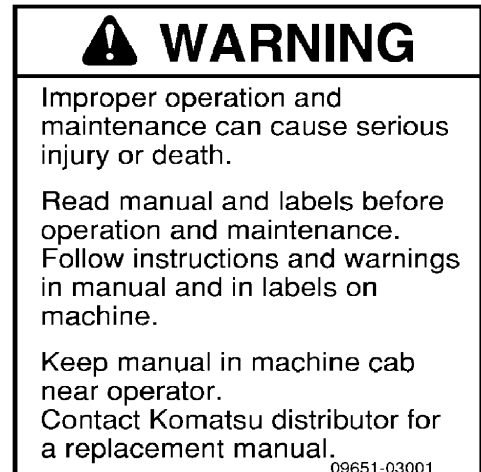 WARNING
Improper operation and
maintenance can cause serious
injury or death.
Read manual and labels before
operation and maintenance.
Follow instructions and warnings
in manual and in labels on
machine.
Keep manual in machine cab
near operator.
Contact Komatsu distributor for
a replacement manual.
09651-03001